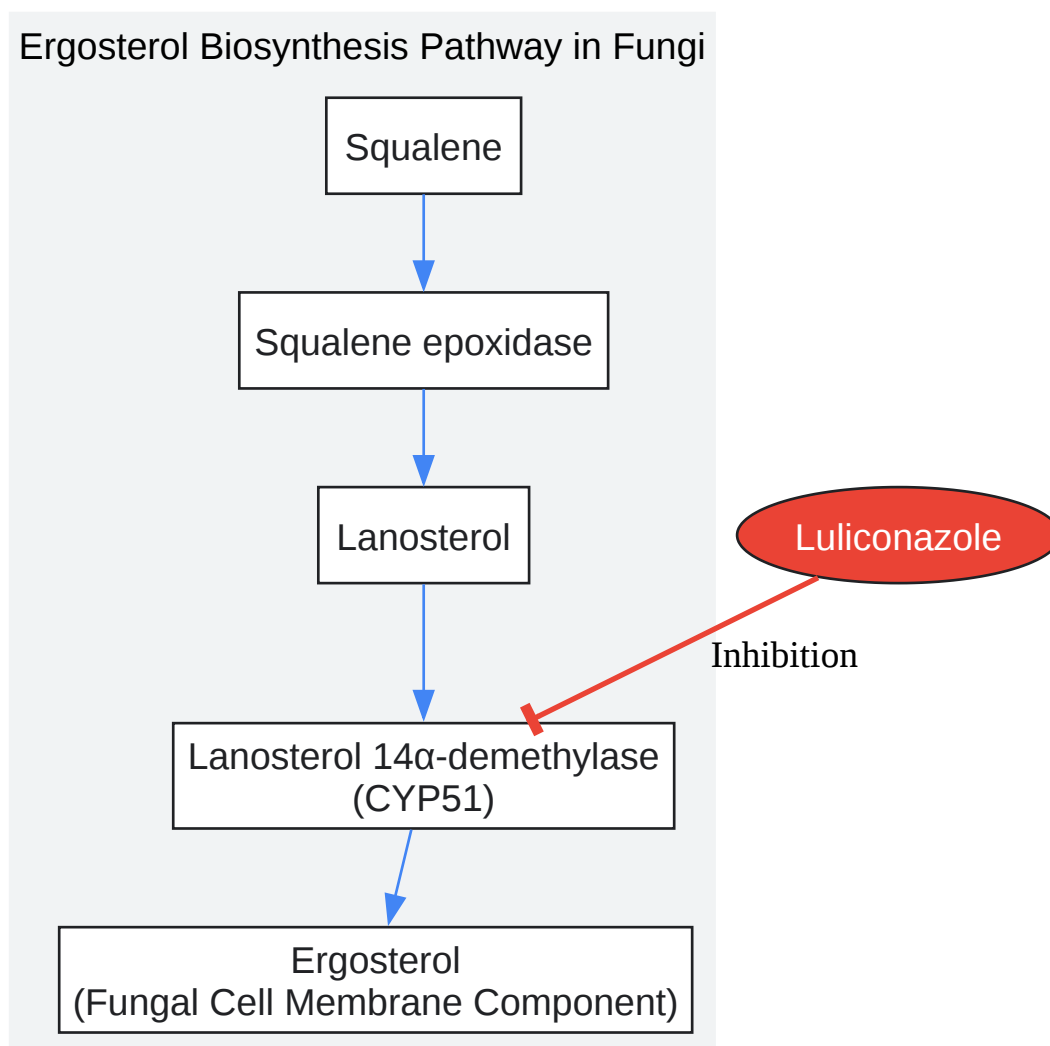 Ergosterol Biosynthesis Pathway in Fungi
Squalene
Squalene epoxidase
Lanosterol
Luliconazole
Inhibition
Lanosterol 14α-demethylase
(CYP51)
Ergosterol
(Fungal Cell Membrane Component)